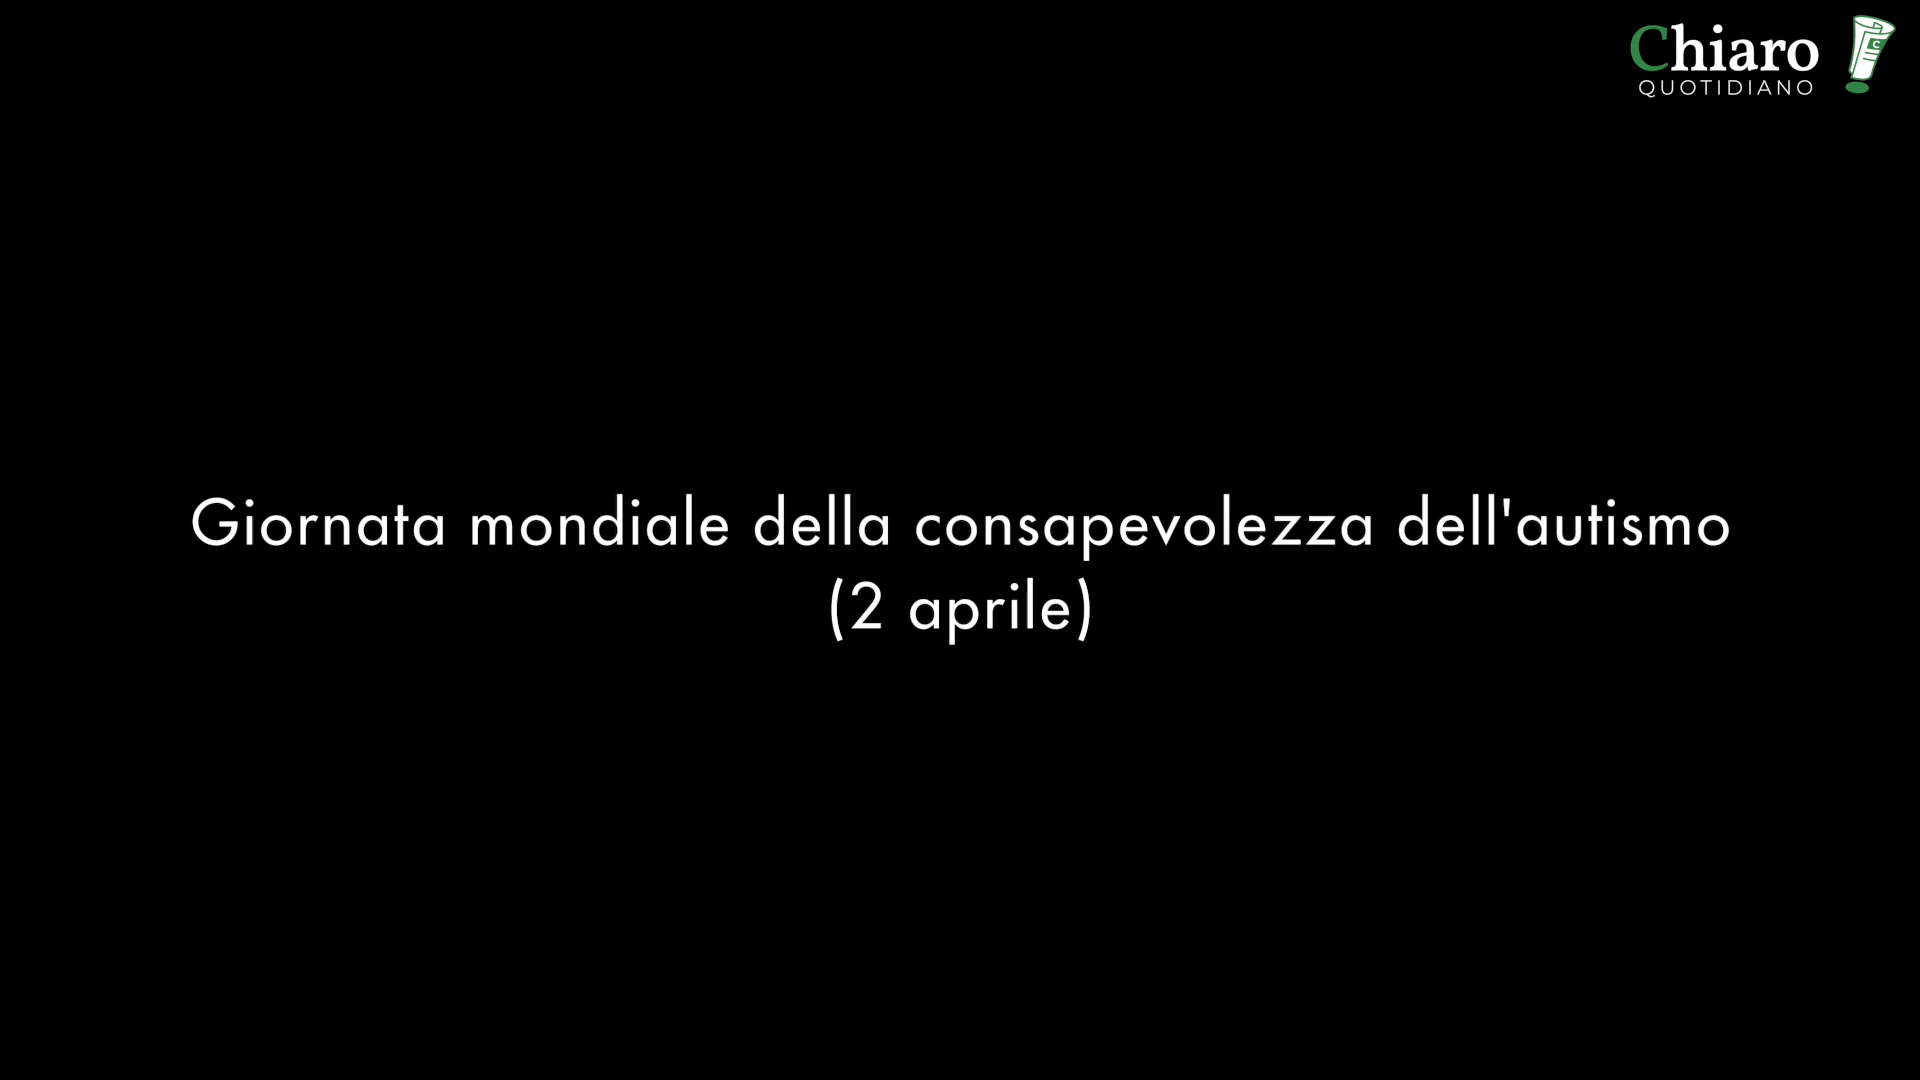 Chiaro
QUOTIDIANO
Giornata mondiale della consapevolezza dell'autismo
(2 aprile)